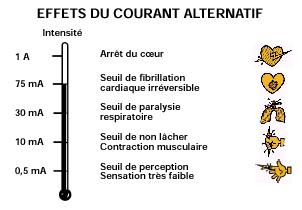 EFFETS DU COURANT ALTERNATIF
Intensité
1 A
Arrêt du cœur
75 mA
Seuil de fibrillation
cardiaque irréversible
30 mA
Seuil de paralysie
respiratoire
10 mA
Seuil de non lâcher
Contraction musculaire
0,5 mA
Seuil de perception
Sensation très faible